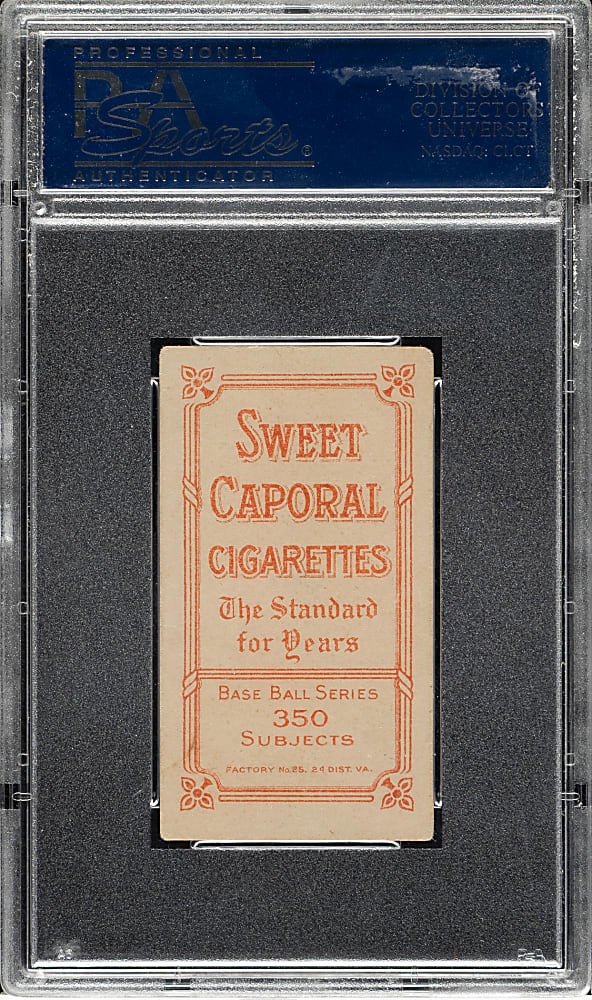 PROFESSIONAL
PSA
Sports
AUTHENTICATOR
DIVISION OF
COLLECTORS
UNIVERSE
NASDAQ: CLCT
SWEET
CAPORAL
CIGARETTES
The Standard
for Years
BASE BALL SERIES
350
SUBJECTS
FACTORY No. 25. 2d DIST. VA.
PSA